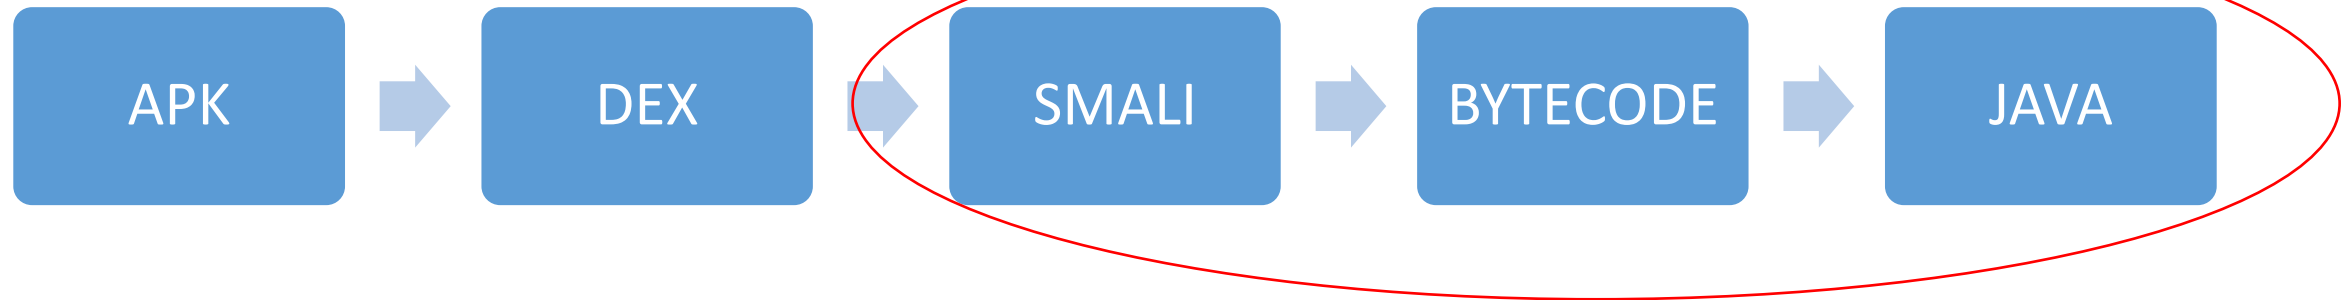 APK
DEX
SMALI
BYTECODE
JAVA